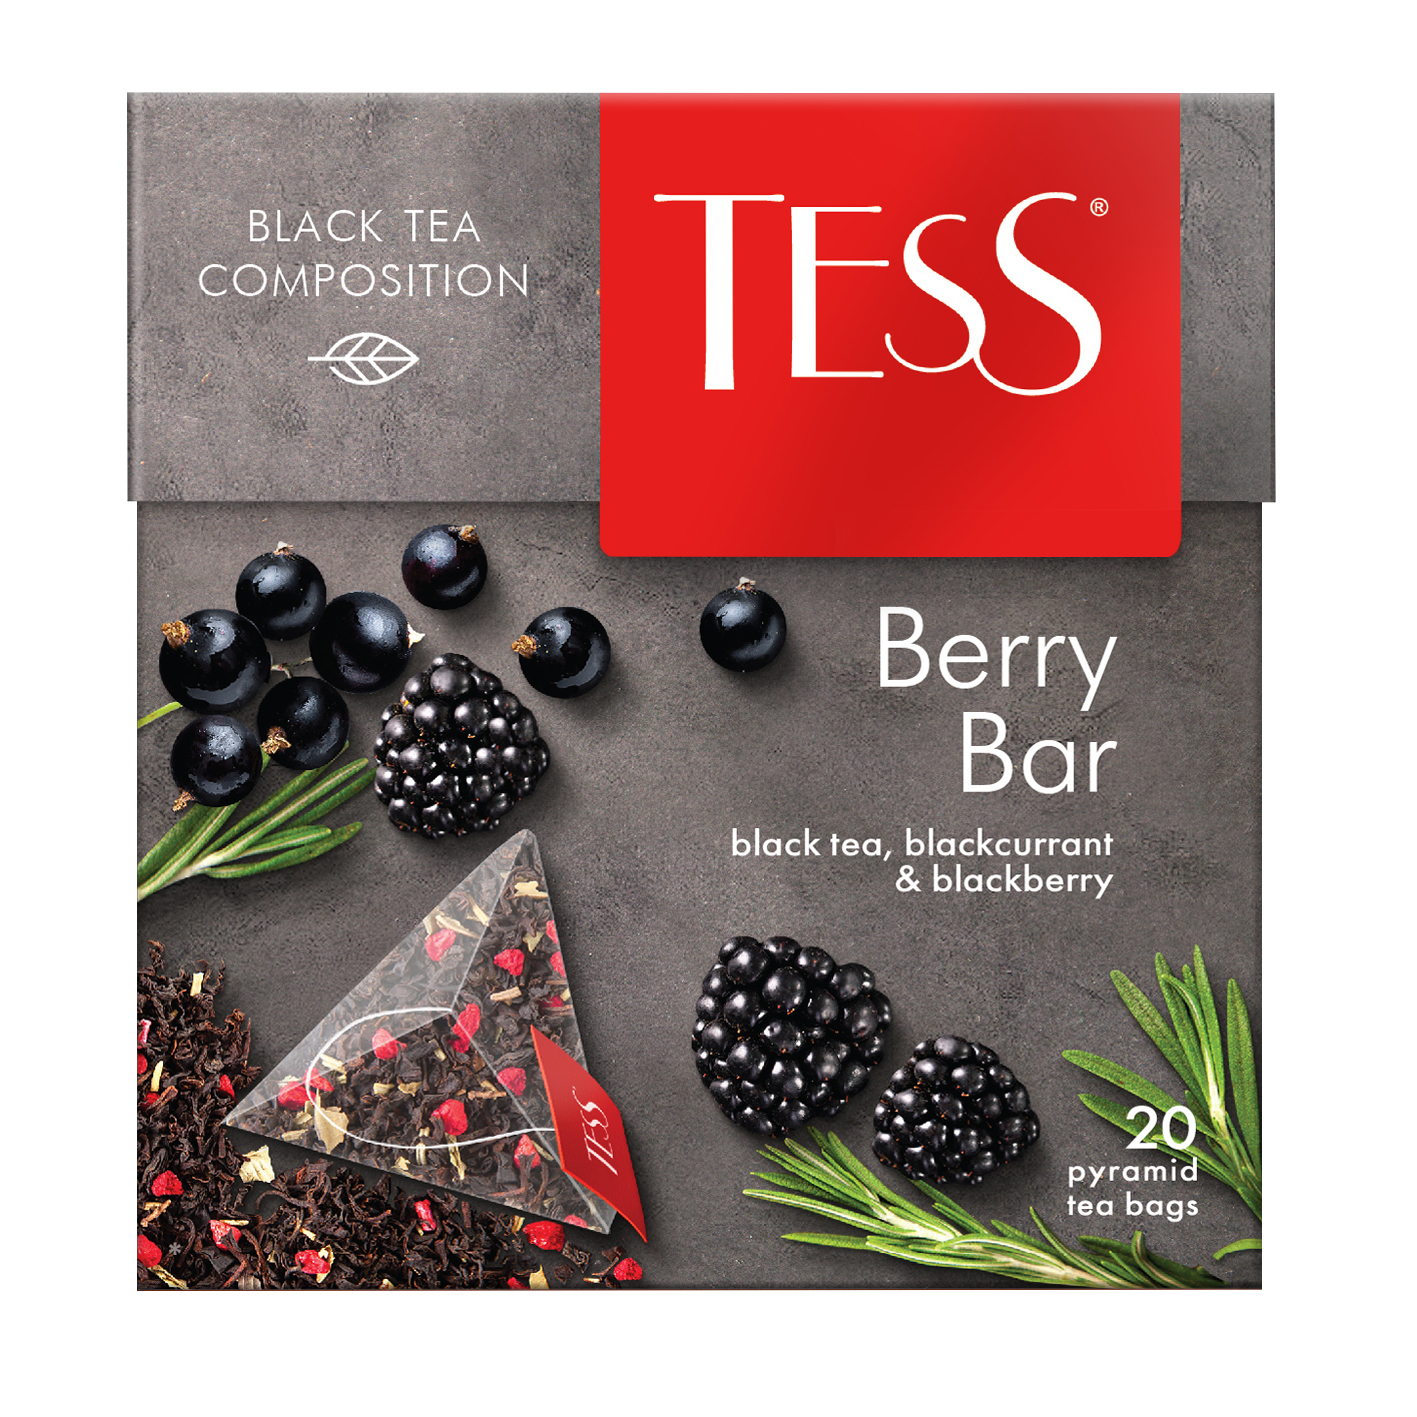 BLACK TEA
COMPOSITION
TESS®
Berry
Bar
black tea, blackcurrant
& blackberry
TESS
20
pyramid
tea bags
*